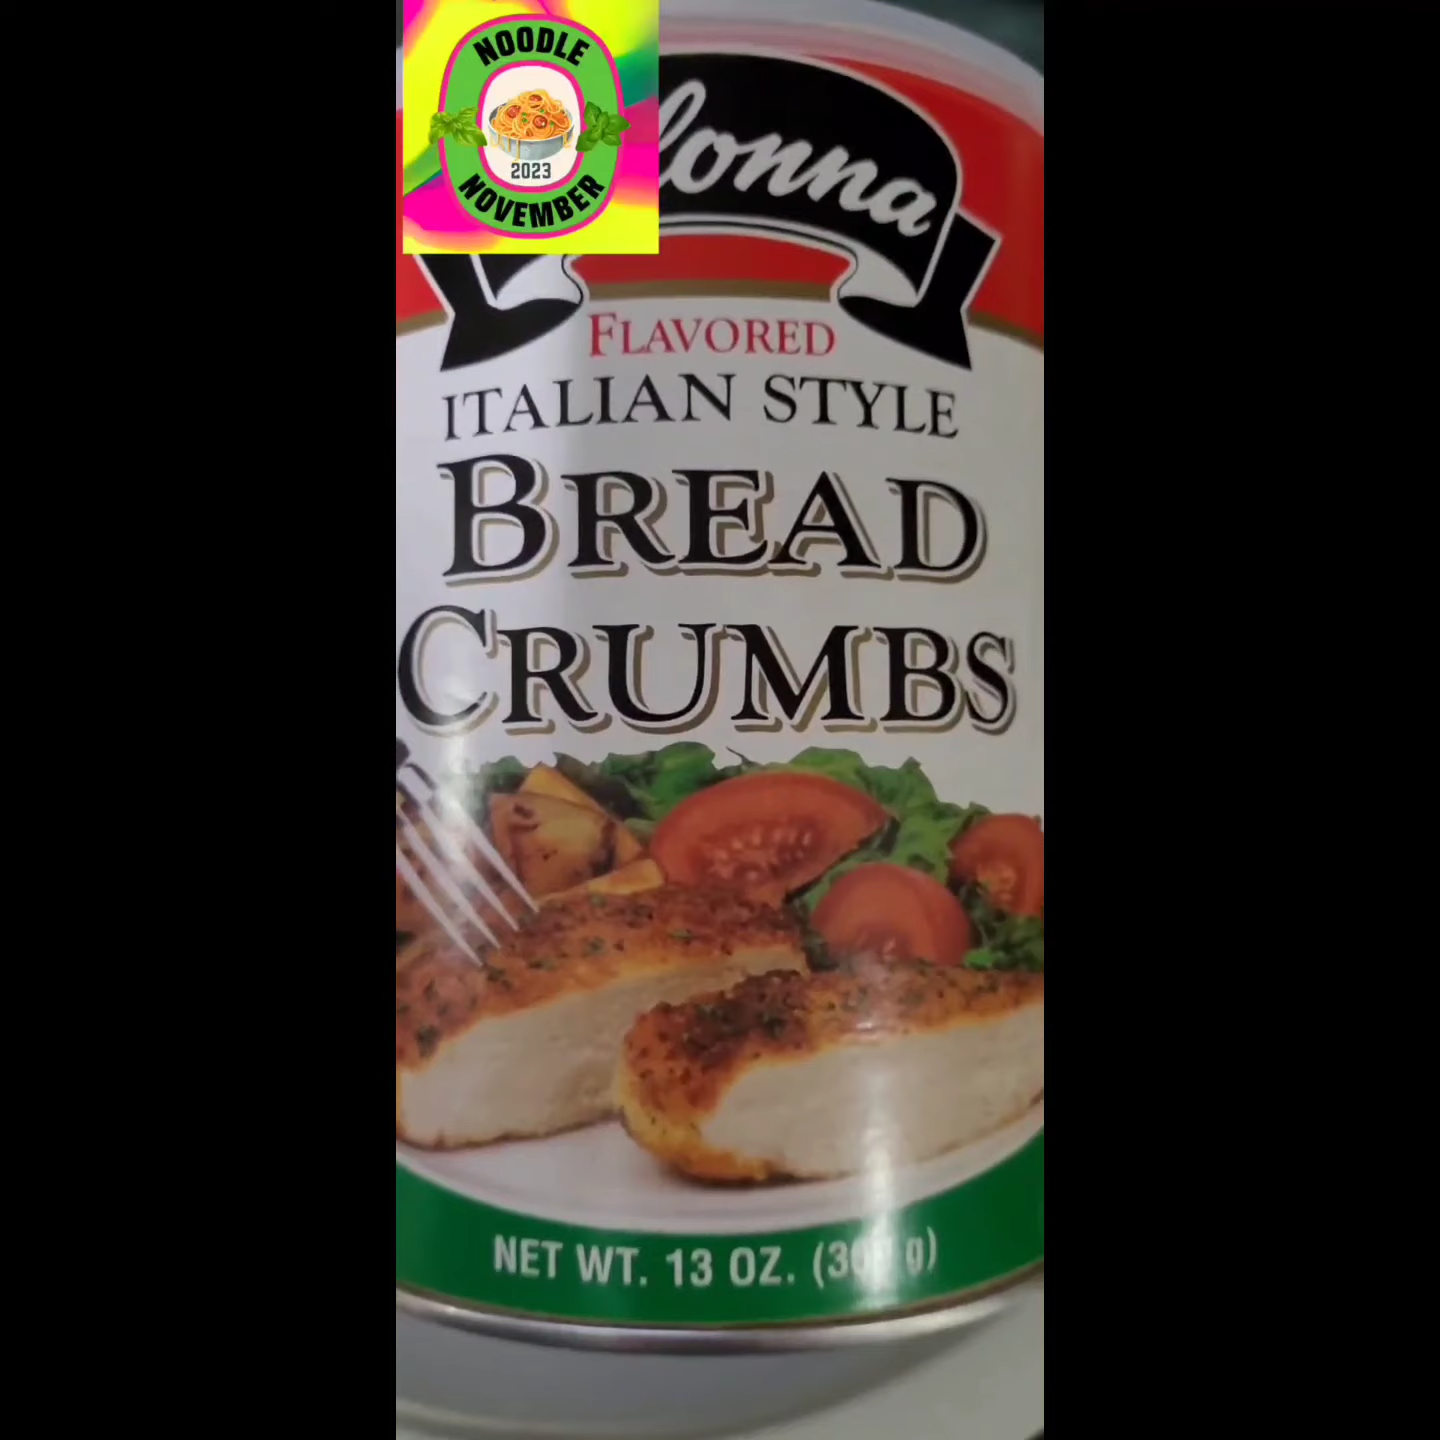 NOODLE
2023
NOVEMBER
FLAVORED
ITALIAN STYLE
BREAD
CRUMBS
NET WT. 13 OZ.